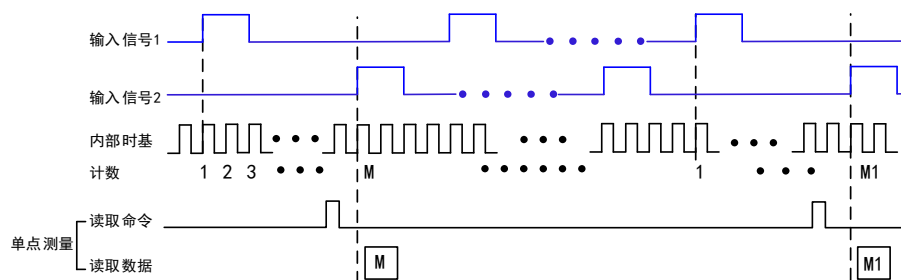 输入信号1
输入信号2
内部时基
计数 1 2 3 M 1 M1
单点测量
读取命令
读取数据 M M1